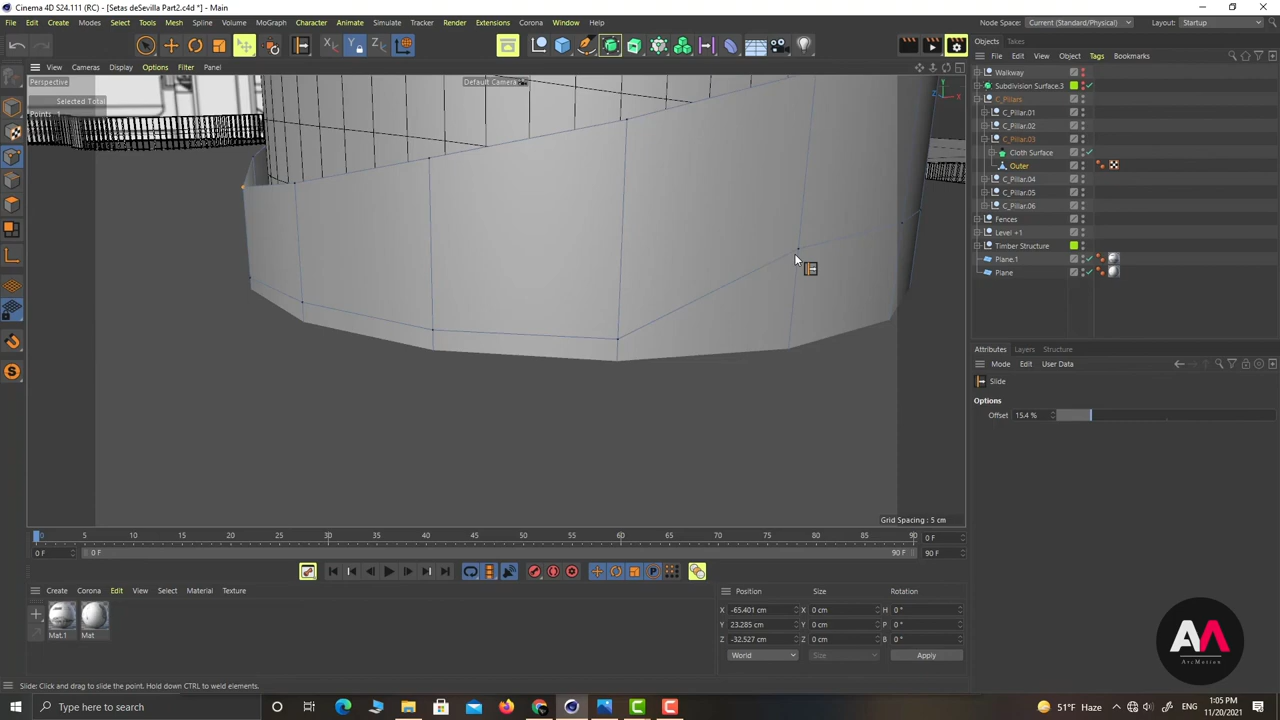 Cinema 4D S24.111 (RC) - [Setas deSevilla Part2.c4d *] - Main
File Edit Create Modes Select Tools Mesh Spline Volume MoGraph Character Animate Simulate Tracker Render Extensions Corona Window Help
Node Space: Current (Standard/Physical) Layout: Startup
X Y Z
Objects Takes
File Edit View Object Tags Bookmarks
View Cameras Display Options Filter Panel
Perspective
Default Camera
Selected Total
Points 1
Y
X
Z
Walkway
Subdivision Surface.3
C_Pillars
C_Pillar.01
C_Pillar.02
C_Pillar.03
Cloth Surface
Outer
C_Pillar.04
C_Pillar.05
C_Pillar.06
Fences
Level +1
Timber Structure
Plane.1
Plane
Attributes Layers Structure
Mode Edit User Data
Slide
Options
Offset 15.4 %
Grid Spacing : 5 cm
0 5 10 15 20 25 30 35 40 45 50 55 60 65 70 75 80 85 90 0 F
0 F 0 F 90 F 90 F
Create Corona Edit View Select Material Texture
Mat.1 Mat
Position Size Rotation
X -65.401 cm X 0 cm H 0 °
Y 23.285 cm Y 0 cm P 0 °
Z -32.527 cm Z 0 cm B 0 °
World Size Apply
AM
ArcMotion
Slide: Click and drag to slide the point. Hold down CTRL to weld elements.
Type here to search
51°F Haze
1:05 PM
11/20/2021